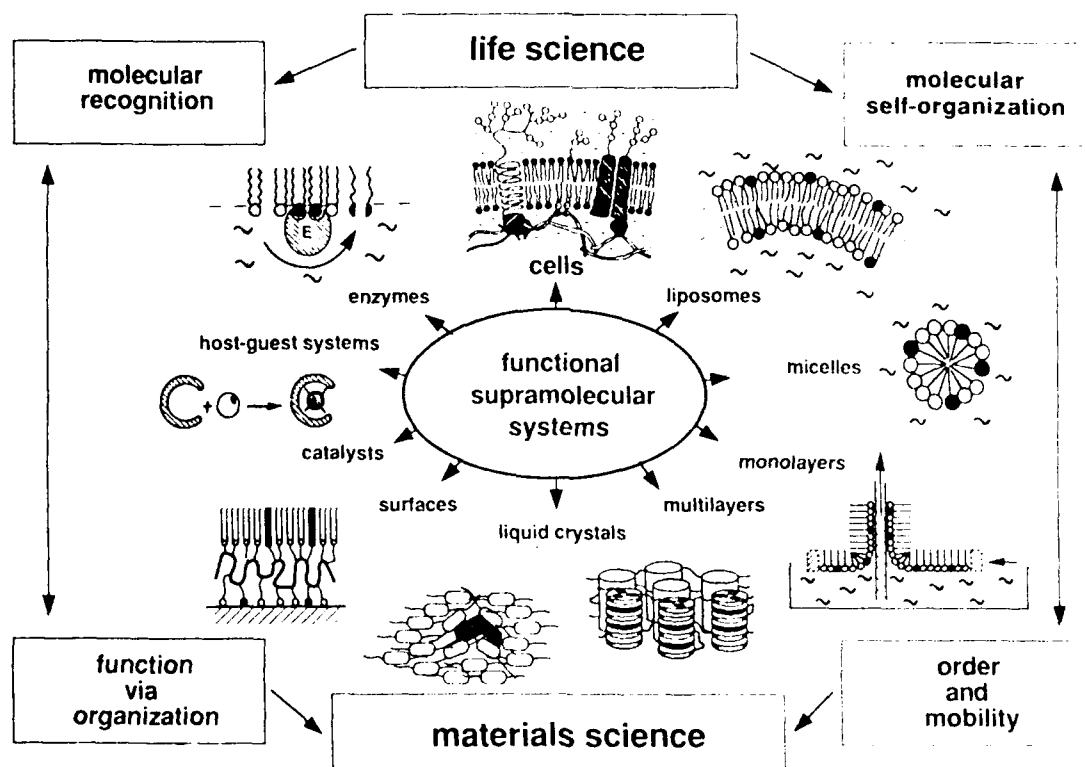 life science
molecular
recognition
molecular
self-organization
E
cells
enzymes
liposomes
host-guest systems
functional
supramolecular
systems
micelles
+
catalysts
monolayers
surfaces
multilayers
liquid crystals
function
via
organization
order
and
mobility
materials science